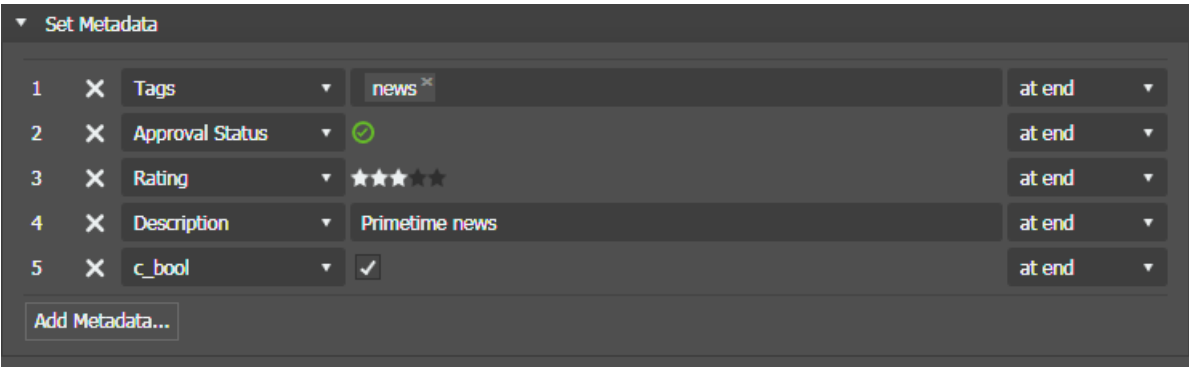 Set Metadata
1 Tags news at end
2 Approval Status at end
3 Rating at end
4 Description Primetime news at end
5 c_bool at end
Add Metadata...